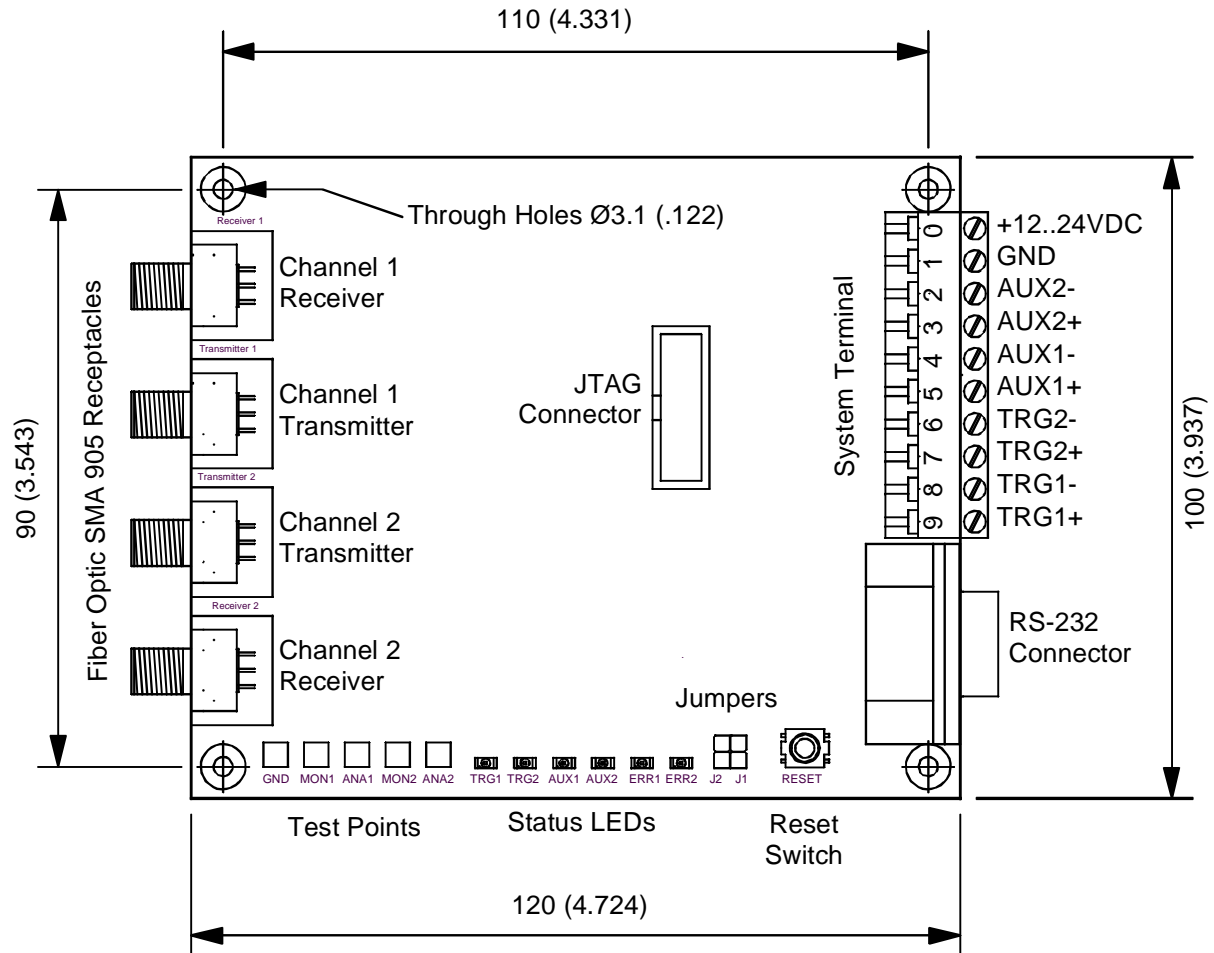 110 (4.331)
Through Holes Ø3.1 (.122)
Receiver 1
Channel 1
Receiver
Transmitter 1
Channel 1
Transmitter
Transmitter 2
Channel 2
Transmitter
Receiver 2
Channel 2
Receiver
Fiber Optic SMA 905 Receptacles
90 (3.543)
JTAG
Connector
System Terminal
0 +12..24VDC
1 GND
2 AUX2-
3 AUX2+
4 AUX1-
5 AUX1+
6 TRG2-
7 TRG2+
8 TRG1-
9 TRG1+
100 (3.937)
RS-232
Connector
Jumpers
GND MON1 ANA1 MON2 ANA2 TRG1 TRG2 AUX1 AUX2 ERR1 ERR2 J2 J1 RESET
Test Points
Status LEDs
Reset
Switch
120 (4.724)